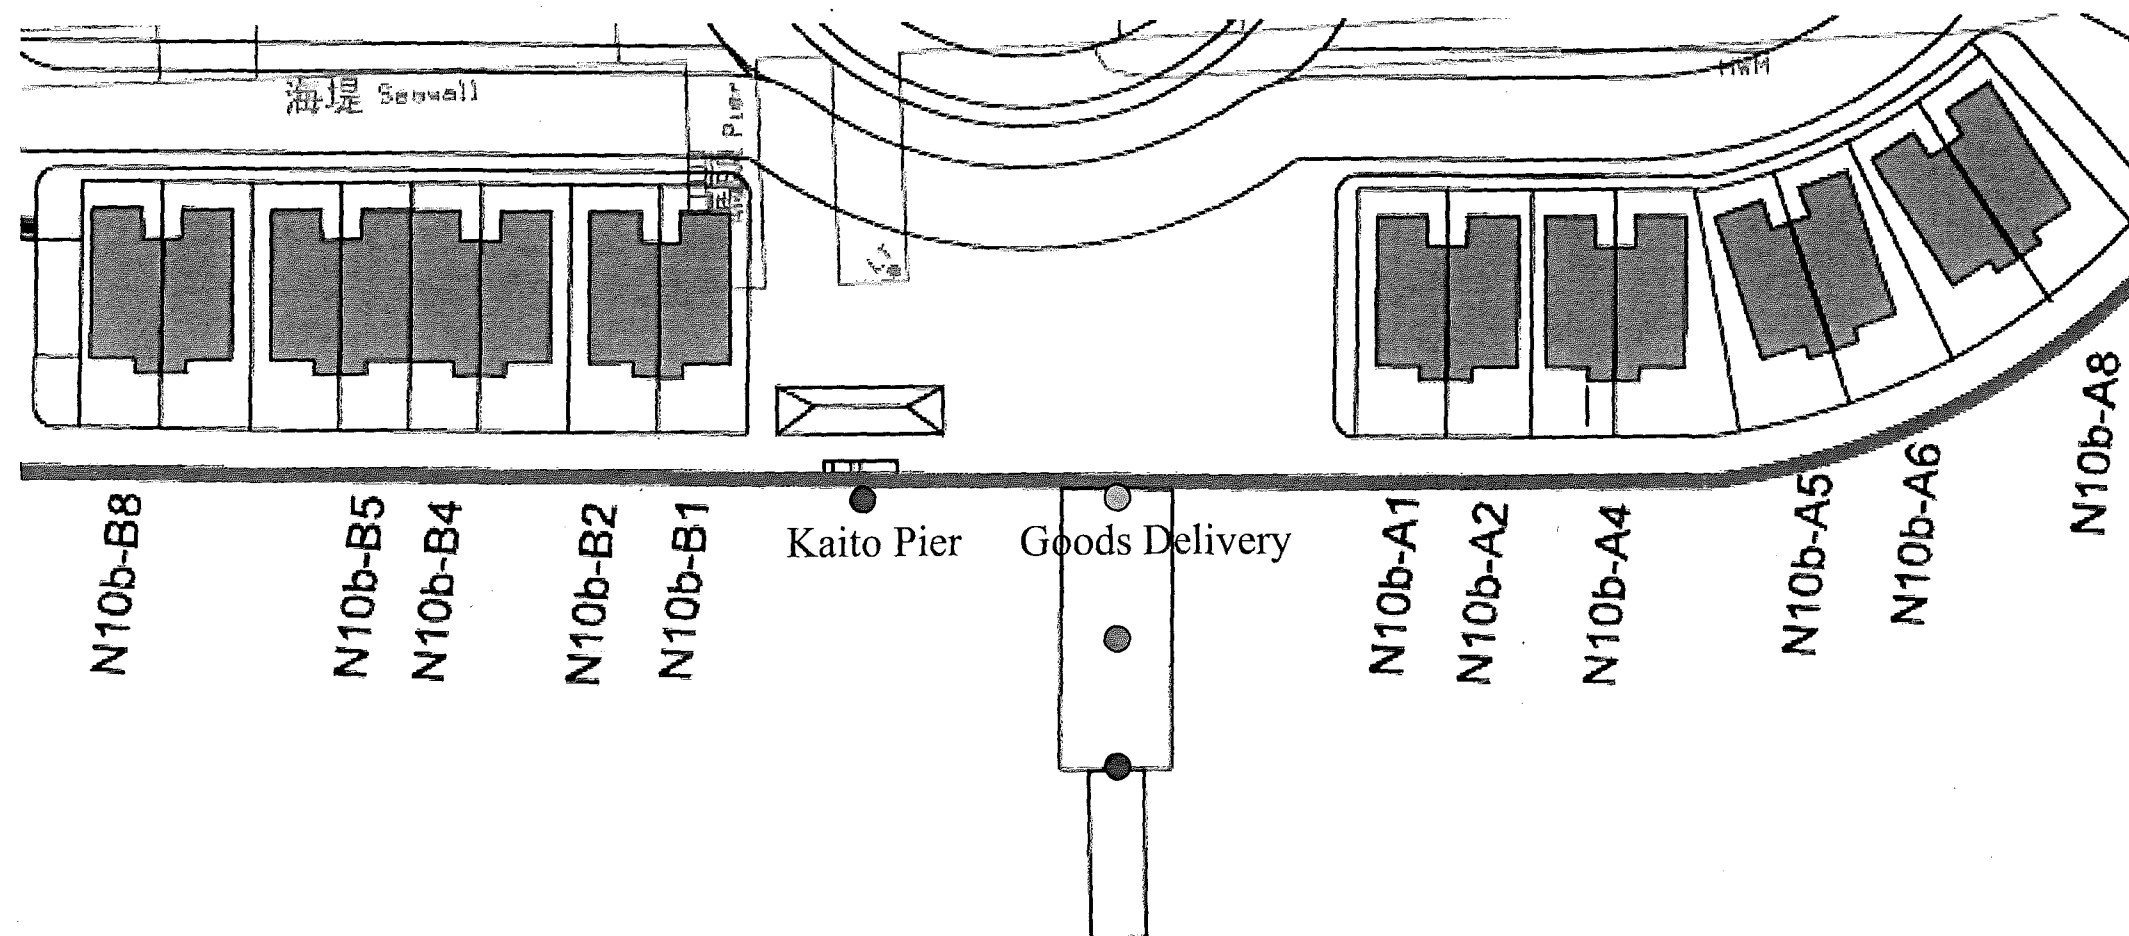 海堤 Seawall
Pier
HWM
Kaito Pier
Goods Delivery
N10b-B8
N10b-B5
N10b-B4
N10b-B2
N10b-B1
N10b-A1
N10b-A2
N10b-A4
N10b-A5
N10b-A6
N10b-A8